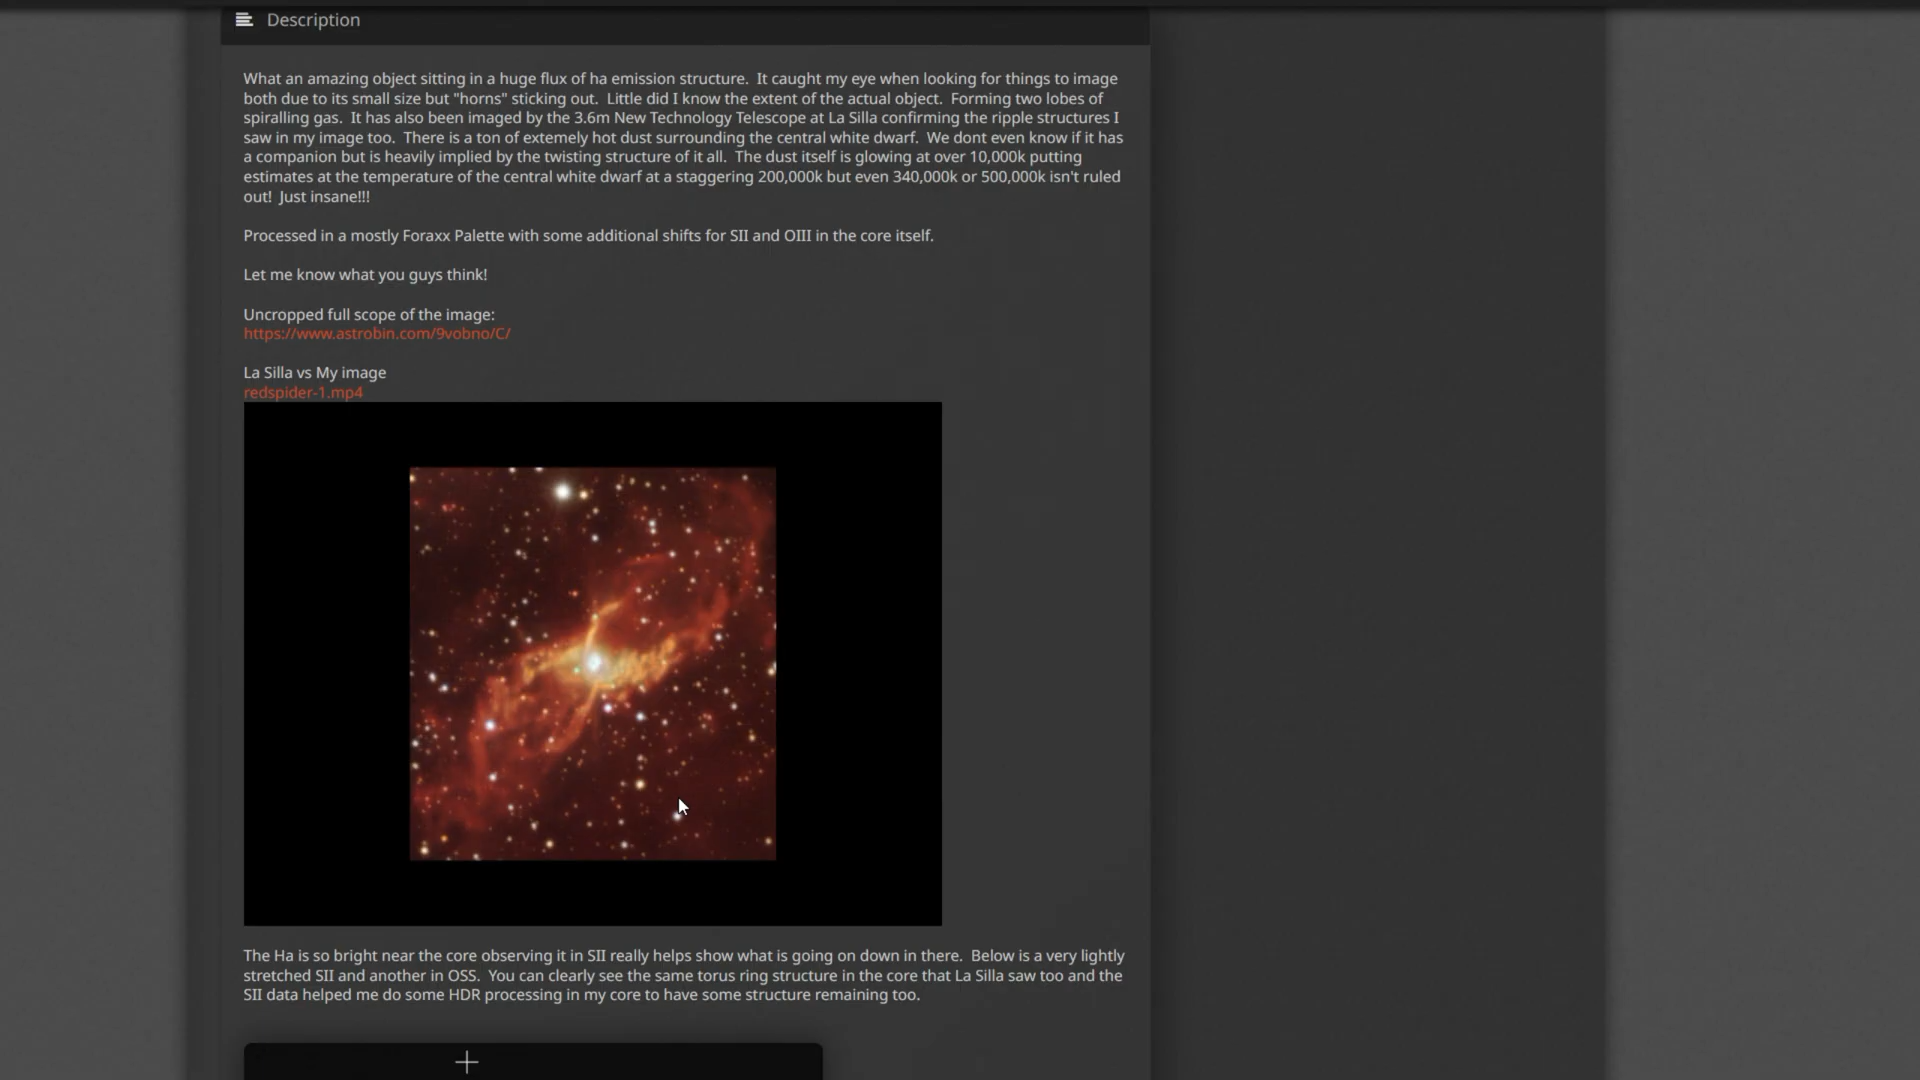 Description
What an amazing object sitting in a huge flux of ha emission structure.  It caught my eye when looking for things to image
both due to its small size but "horns" sticking out.  Little did I know the extent of the actual object.  Forming two lobes of
spiralling gas.  It has also been imaged by the 3.6m New Technology Telescope at La Silla confirming the ripple structures I
saw in my image too.  There is a ton of extemely hot dust surrounding the central white dwarf.  We dont even know if it has
a companion but is heavily implied by the twisting structure of it all.  The dust itself is glowing at over 10,000k putting
estimates at the temperature of the central white dwarf at a staggering 200,000k but even 340,000k or 500,000k isn't ruled
out!  Just insane!!!
Processed in a mostly Foraxx Palette with some additional shifts for SII and OIII in the core itself.
Let me know what you guys think!
Uncropped full scope of the image:
https://www.astrobin.com/9vobno/C/
La Silla vs My image
redspider-1.mp4
The Ha is so bright near the core observing it in SII really helps show what is going on down in there.  Below is a very lightly
stretched SII and another in OSS.  You can clearly see the same torus ring structure in the core that La Silla saw too and the
SII data helped me do some HDR processing in my core to have some structure remaining too.